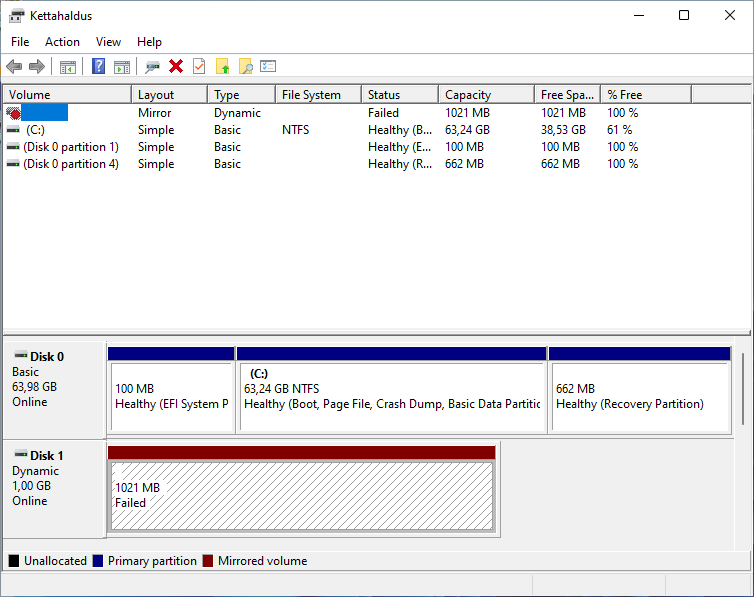 Kettahaldus
File Action View Help
Volume Layout Type File System Status Capacity Free Spa... % Free
Mirror Dynamic Failed 1021 MB 1021 MB 100 %
(C:) Simple Basic NTFS Healthy (B... 63,24 GB 38,53 GB 61 %
(Disk 0 partition 1) Simple Basic Healthy (E... 100 MB 100 MB 100 %
(Disk 0 partition 4) Simple Basic Healthy (R... 662 MB 662 MB 100 %
Disk 0
Basic
63,98 GB
Online
100 MB
Healthy (EFI System P
(C:)
63,24 GB NTFS
Healthy (Boot, Page File, Crash Dump, Basic Data Partitic
662 MB
Healthy (Recovery Partition)
Disk 1
Dynamic
1,00 GB
Online
1021 MB
Failed
Unallocated Primary partition Mirrored volume